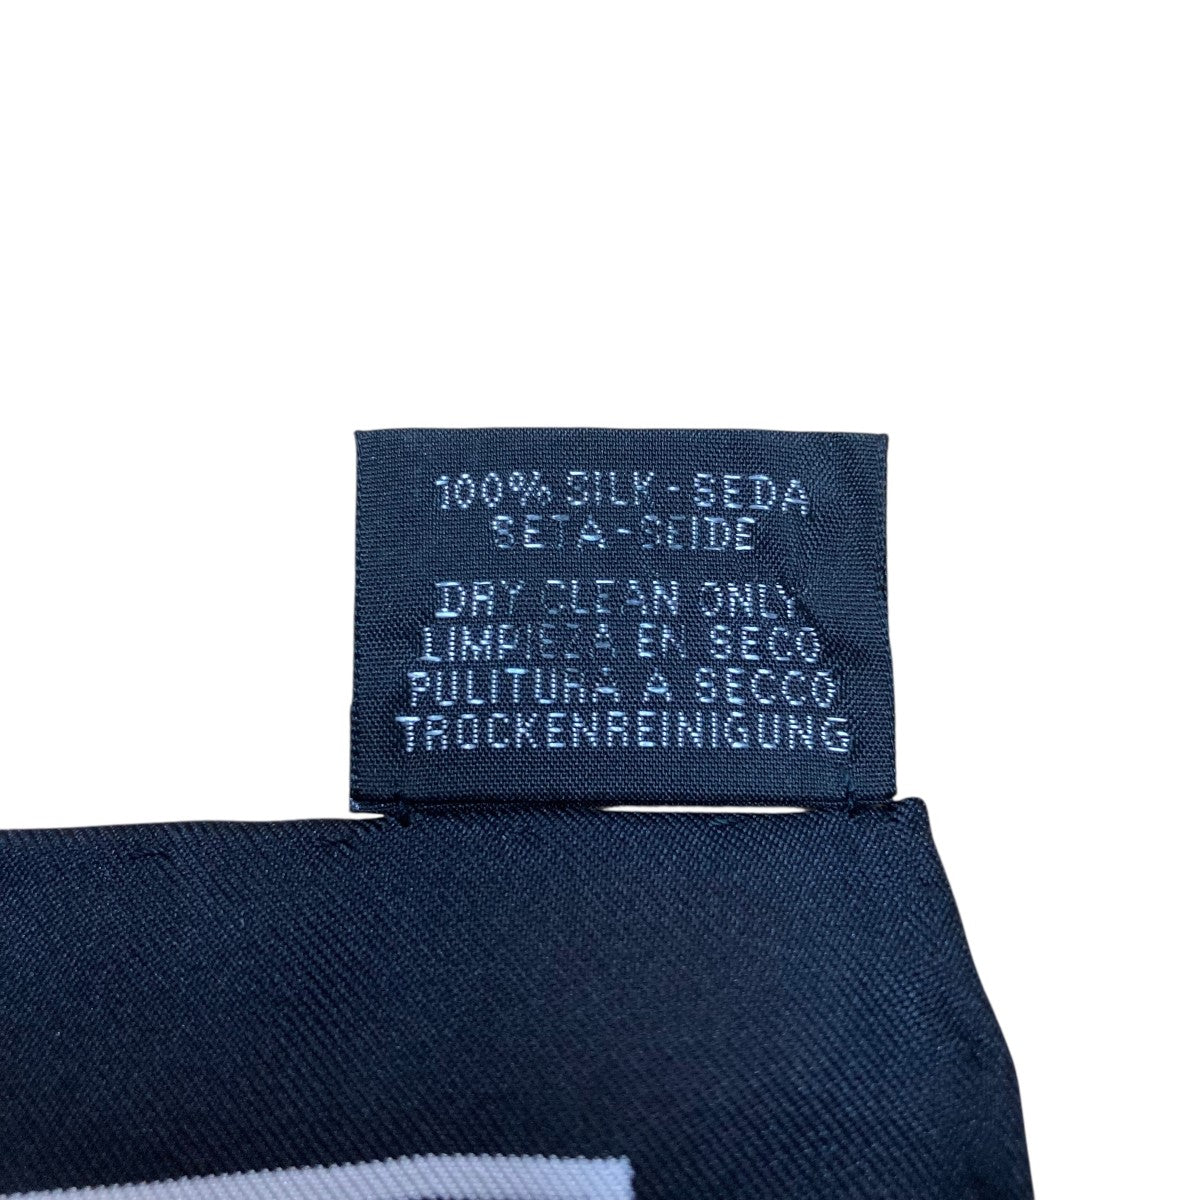 100% SILK - SEDA
SETA - SEIDE
DRY CLEAN ONLY
LIMPIEZA EN SECO
PULITURA A SECCO
TROCKENREINIGUNG